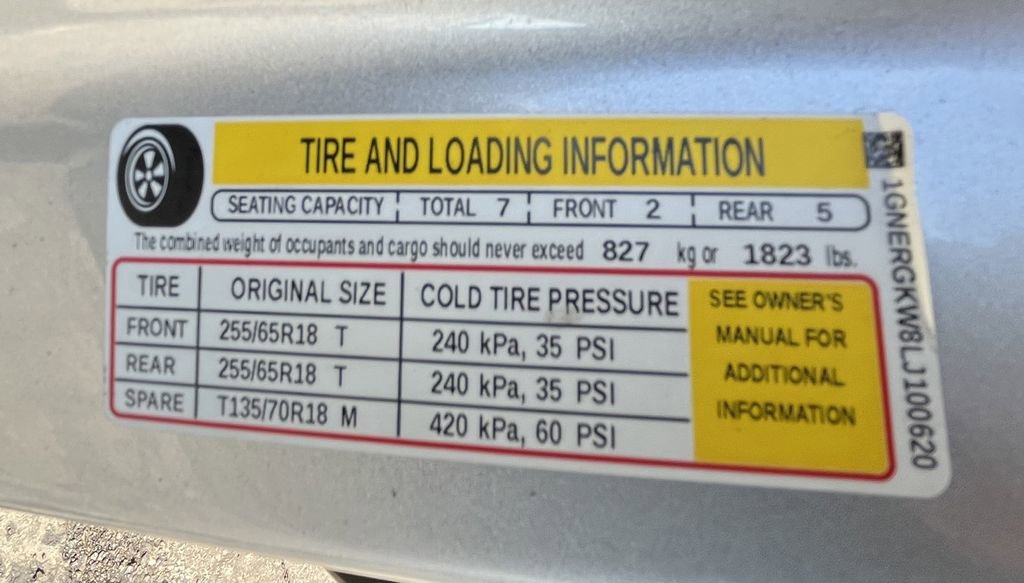 TIRE AND LOADING INFORMATION
SEATING CAPACITY TOTAL 7 FRONT 2 REAR 5
The combined weight of occupants and cargo should never exceed 827 kg or 1823 lbs.
TIRE ORIGINAL SIZE COLD TIRE PRESSURE
FRONT 255/65R18 T 240 kPa, 35 PSI
REAR 255/65R18 T 240 kPa, 35 PSI
SPARE T135/70R18 M 420 kPa, 60 PSI
SEE OWNER'S
MANUAL FOR
ADDITIONAL
INFORMATION
1GNERGKW8LJ100620